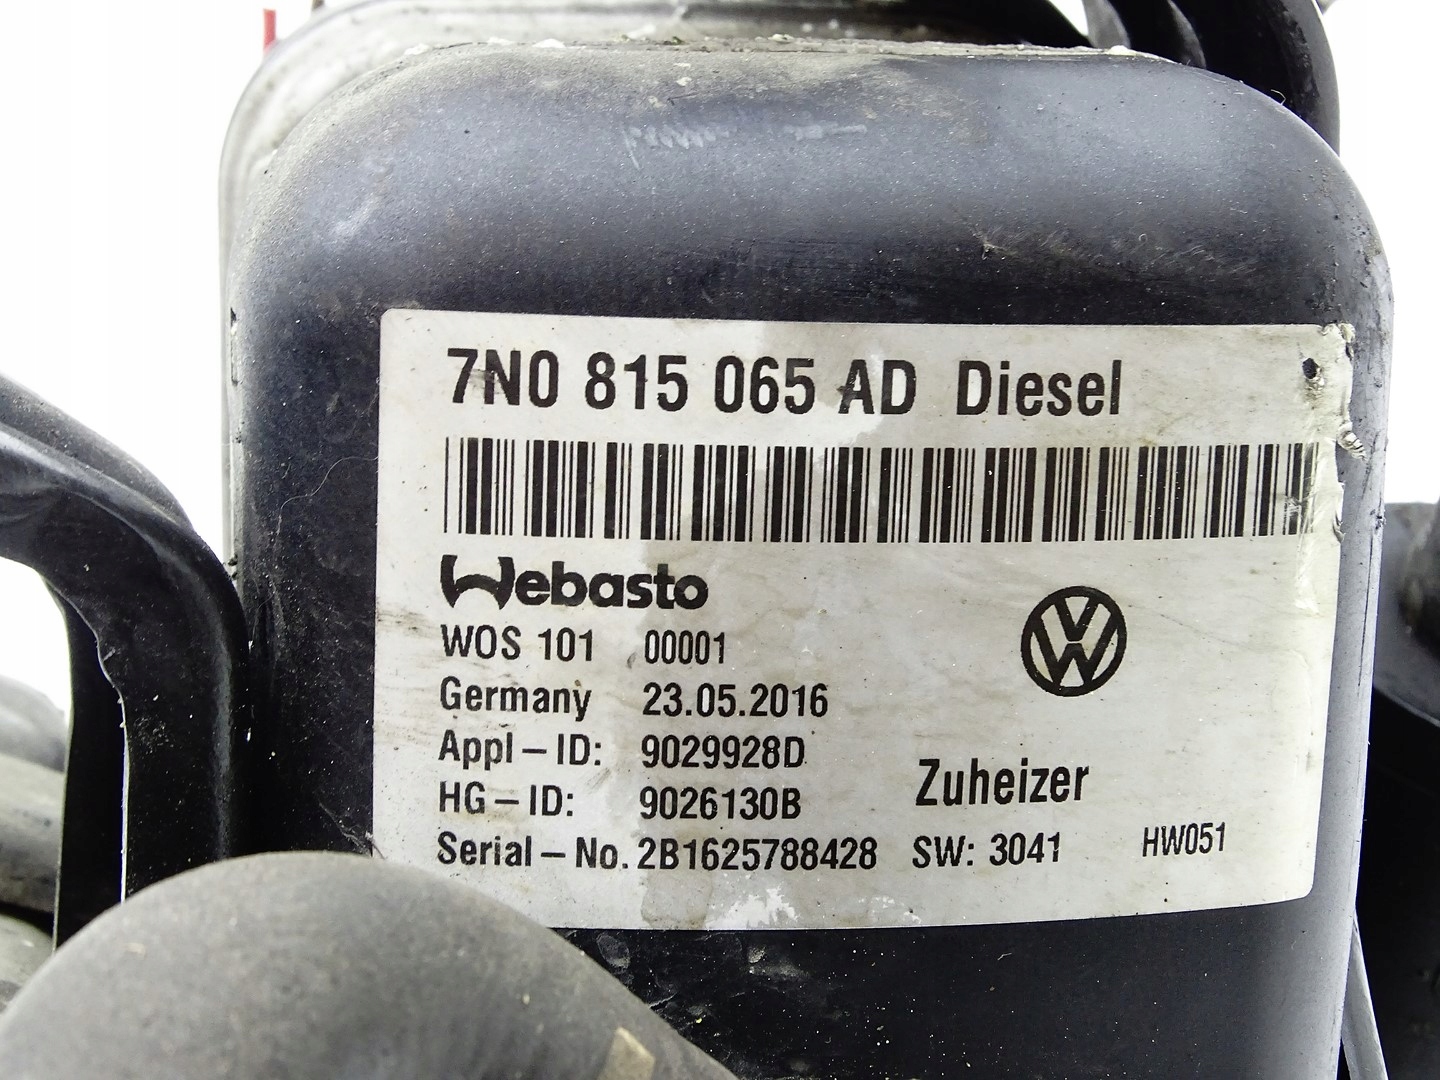 7N0 815 065 AD Diesel
Webasto
WOS 101 00001
Germany 23.05.2016
Appl-ID: 9029928D
HG-ID: 9026130B
Zuheizer
Serial-No. 2B1625788428 SW: 3041 HW051